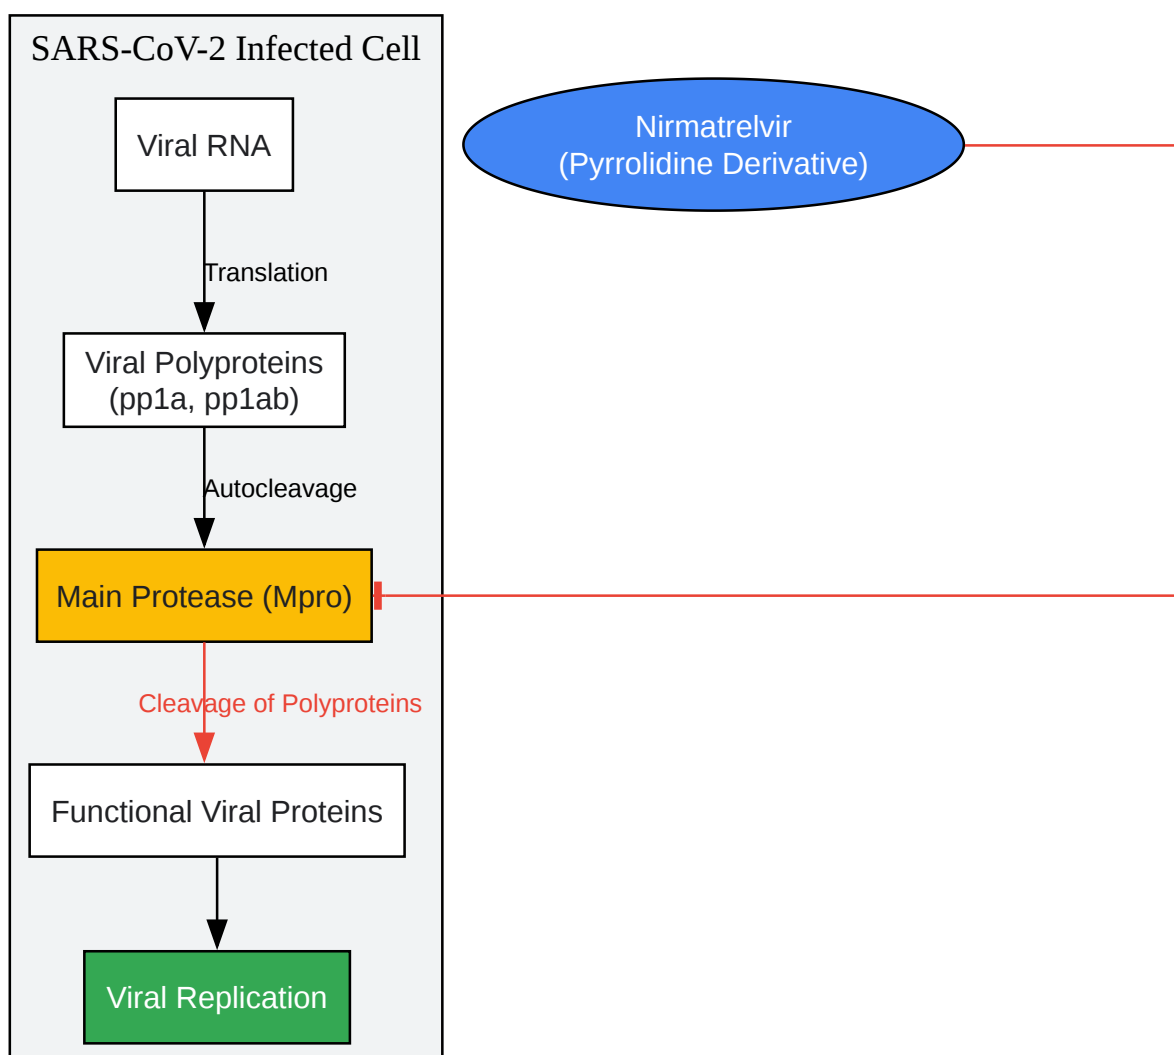 SARS-CoV-2 Infected Cell
Viral RNA
Nirmatrelvir
(Pyrrolidine Derivative)
Translation
Viral Polyproteins
(pp1a, pp1ab)
Autocleavage
Main Protease (Mpro)
Cleavage of Polyproteins
Functional Viral Proteins
Viral Replication